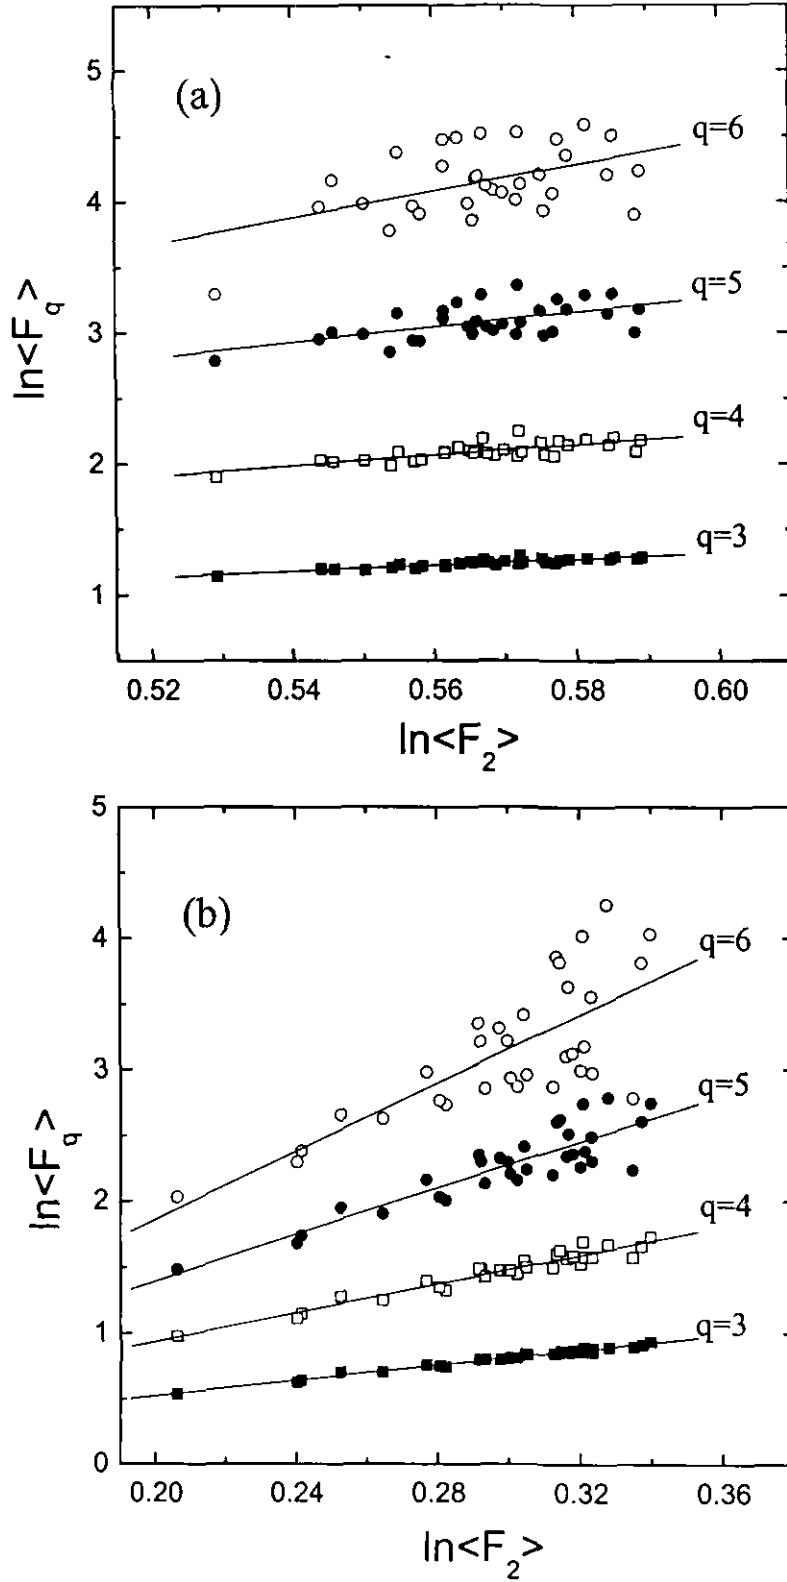 (a)
5
4
3
2
1
q=6
q=5
q=4
q=3
ln<F_q>
0.52 0.54 0.56 0.58 0.60
ln<F_2>
(b)
5
4
3
2
1
0
q=6
q=5
q=4
q=3
ln<F_q>
0.20 0.24 0.28 0.32 0.36
ln<F_2>